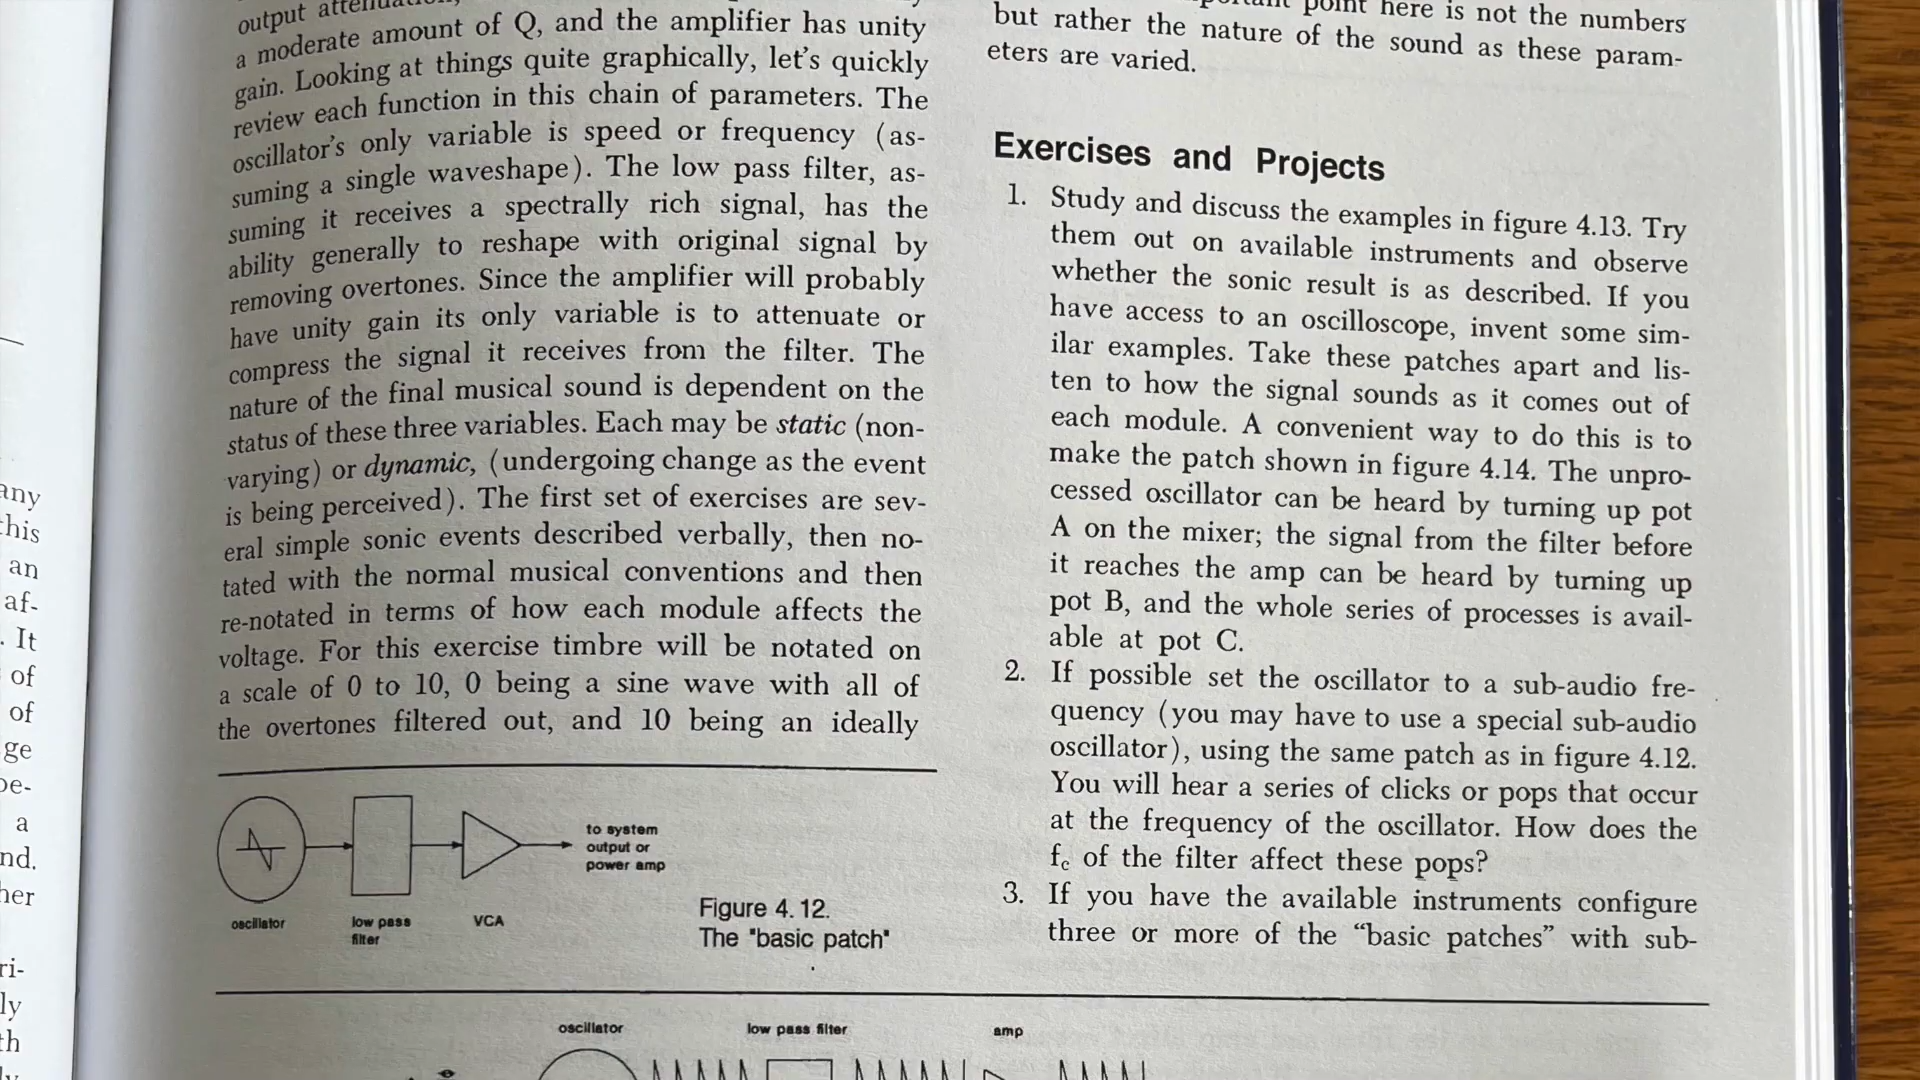 any
this
an
af-
. It
of
of
ge
be-
a
nd.
her
ri-
ly
th
output
a moderate amount of Q, and the amplifier has unity
gain. Looking at things quite graphically, let's quickly
review each function in this chain of parameters. The
oscillator's only variable is speed or frequency (as-
suming a single waveshape). The low pass filter, as-
suming it receives a spectrally rich signal, has the
ability generally to reshape with original signal by
removing overtones. Since the amplifier will probably
have unity gain its only variable is to attenuate or
compress the signal it receives from the filter. The
nature of the final musical sound is dependent on the
status of these three variables. Each may be static (non-
varying) or dynamic, (undergoing change as the event
is being perceived). The first set of exercises are sev-
eral simple sonic events described verbally, then no-
tated with the normal musical conventions and then
re-notated in terms of how each module affects the
voltage. For this exercise timbre will be notated on
a scale of 0 to 10, 0 being a sine wave with all of
the overtones filtered out, and 10 being an ideally
to system
output or
power amp
oscillator
low pass
filter
VCA
Figure 4.12.
The "basic patch"
point here is not the numbers
but rather the nature of the sound as these param-
eters are varied.
Exercises and Projects
1. Study and discuss the examples in figure 4.13. Try
them out on available instruments and observe
whether the sonic result is as described. If you
have access to an oscilloscope, invent some sim-
ilar examples. Take these patches apart and lis-
ten to how the signal sounds as it comes out of
each module. A convenient way to do this is to
make the patch shown in figure 4.14. The unpro-
cessed oscillator can be heard by turning up pot
A on the mixer; the signal from the filter before
it reaches the amp can be heard by turning up
pot B, and the whole series of processes is avail-
able at pot C.
2. If possible set the oscillator to a sub-audio fre-
quency (you may have to use a special sub-audio
oscillator), using the same patch as in figure 4.12.
You will hear a series of clicks or pops that occur
at the frequency of the oscillator. How does the
fc of the filter affect these pops?
3. If you have the available instruments configure
three or more of the “basic patches” with sub-
oscillator
low pass filter
amp